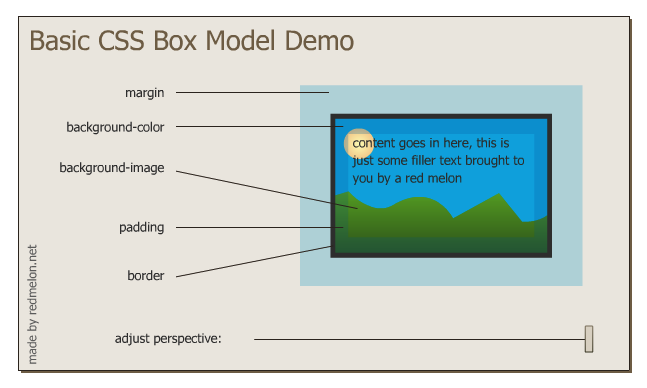 Basic CSS Box Model Demo
margin
background-color
background-image
padding
border
content goes in here, this is
just some filler text brought to
you by a red melon
adjust perspective:
made by redmelon.net